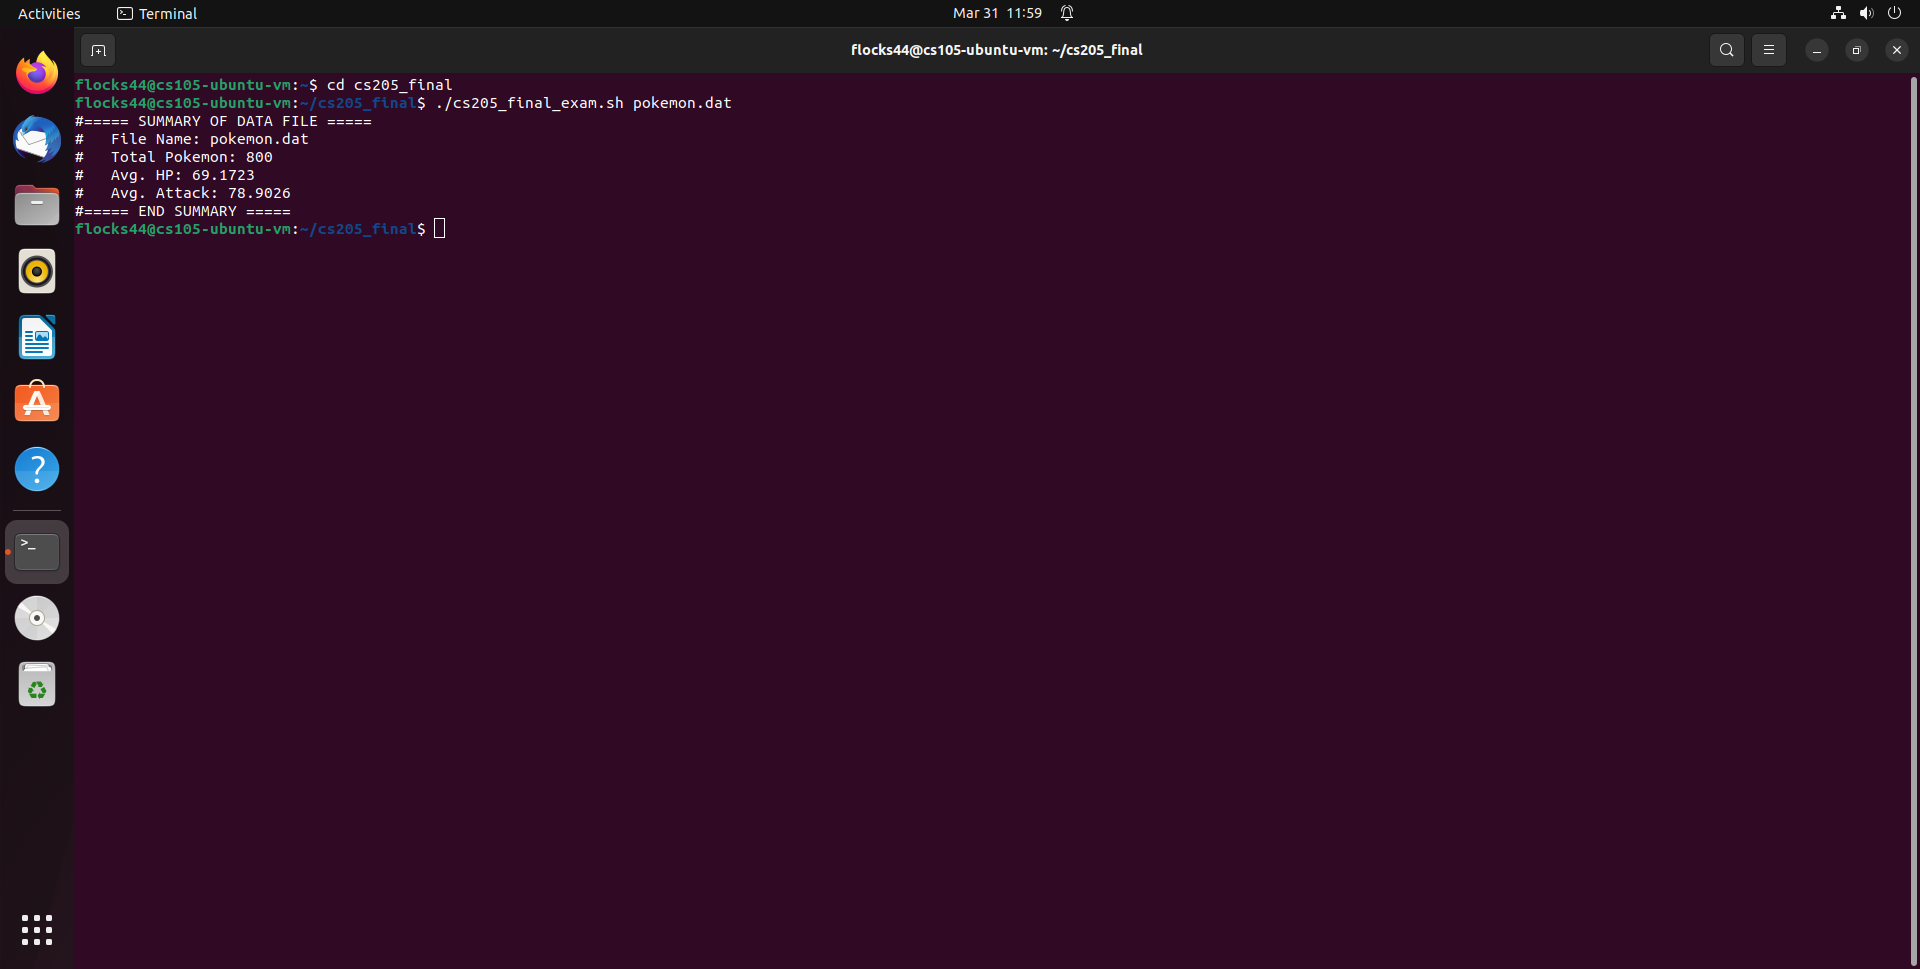 Activities
Terminal
Mar 31 11:59
flocks44@cs105-ubuntu-vm: ~/cs205_final
flocks44@cs105-ubuntu-vm:~$ cd cs205_final
flocks44@cs105-ubuntu-vm:~/cs205_final$ ./cs205_final_exam.sh pokemon.dat
#===== SUMMARY OF DATA FILE =====
#   File Name: pokemon.dat
#   Total Pokemon: 800
#   Avg. HP: 69.1723
#   Avg. Attack: 78.9026
#===== END SUMMARY =====
flocks44@cs105-ubuntu-vm:~/cs205_final$